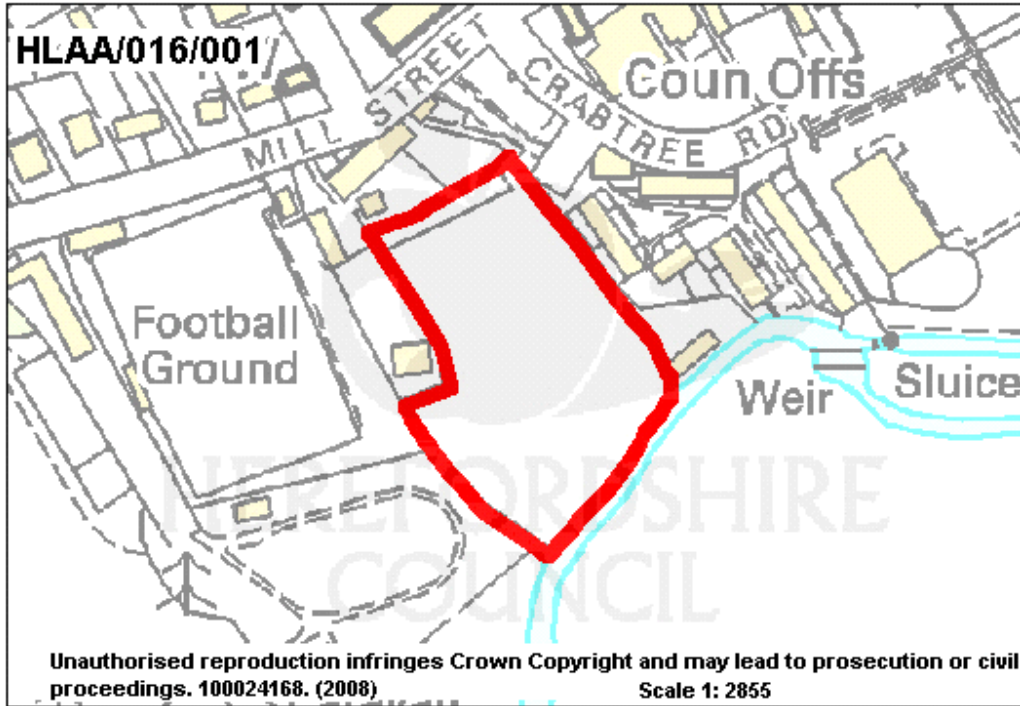 HLAA/016/001
MILL STREET
CRABTREE RD
Coun Offs
Football
Ground
Weir
Sluice
HEREFORDSHIRE
COUNCIL
Unauthorised reproduction infringes Crown Copyright and may lead to prosecution or civil
proceedings. 100024168. (2008)
Scale 1: 2855